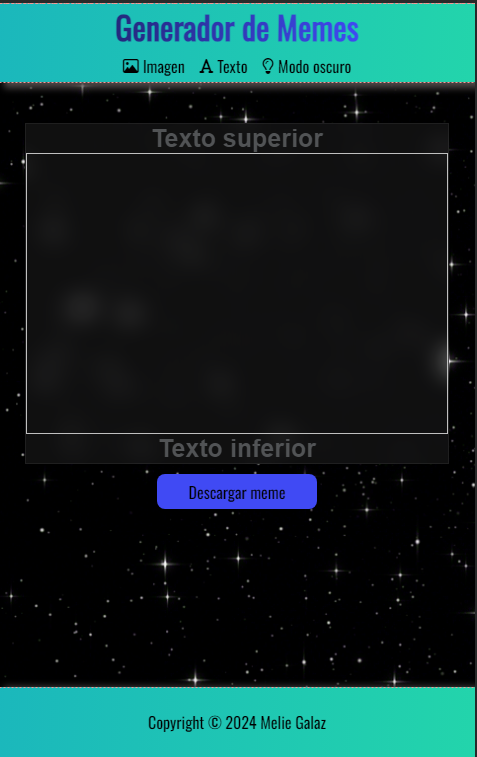 Generador de Memes
Imagen Texto Modo oscuro
Texto superior
Texto inferior
Descargar meme
Copyright © 2024 Melie Galaz